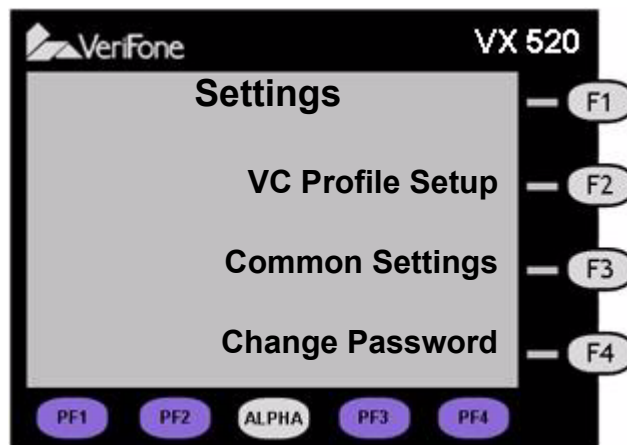 VeriFone VX 520
Settings F1
VC Profile Setup F2
Common Settings F3
Change Password F4
PF1 PF2 ALPHA PF3 PF4